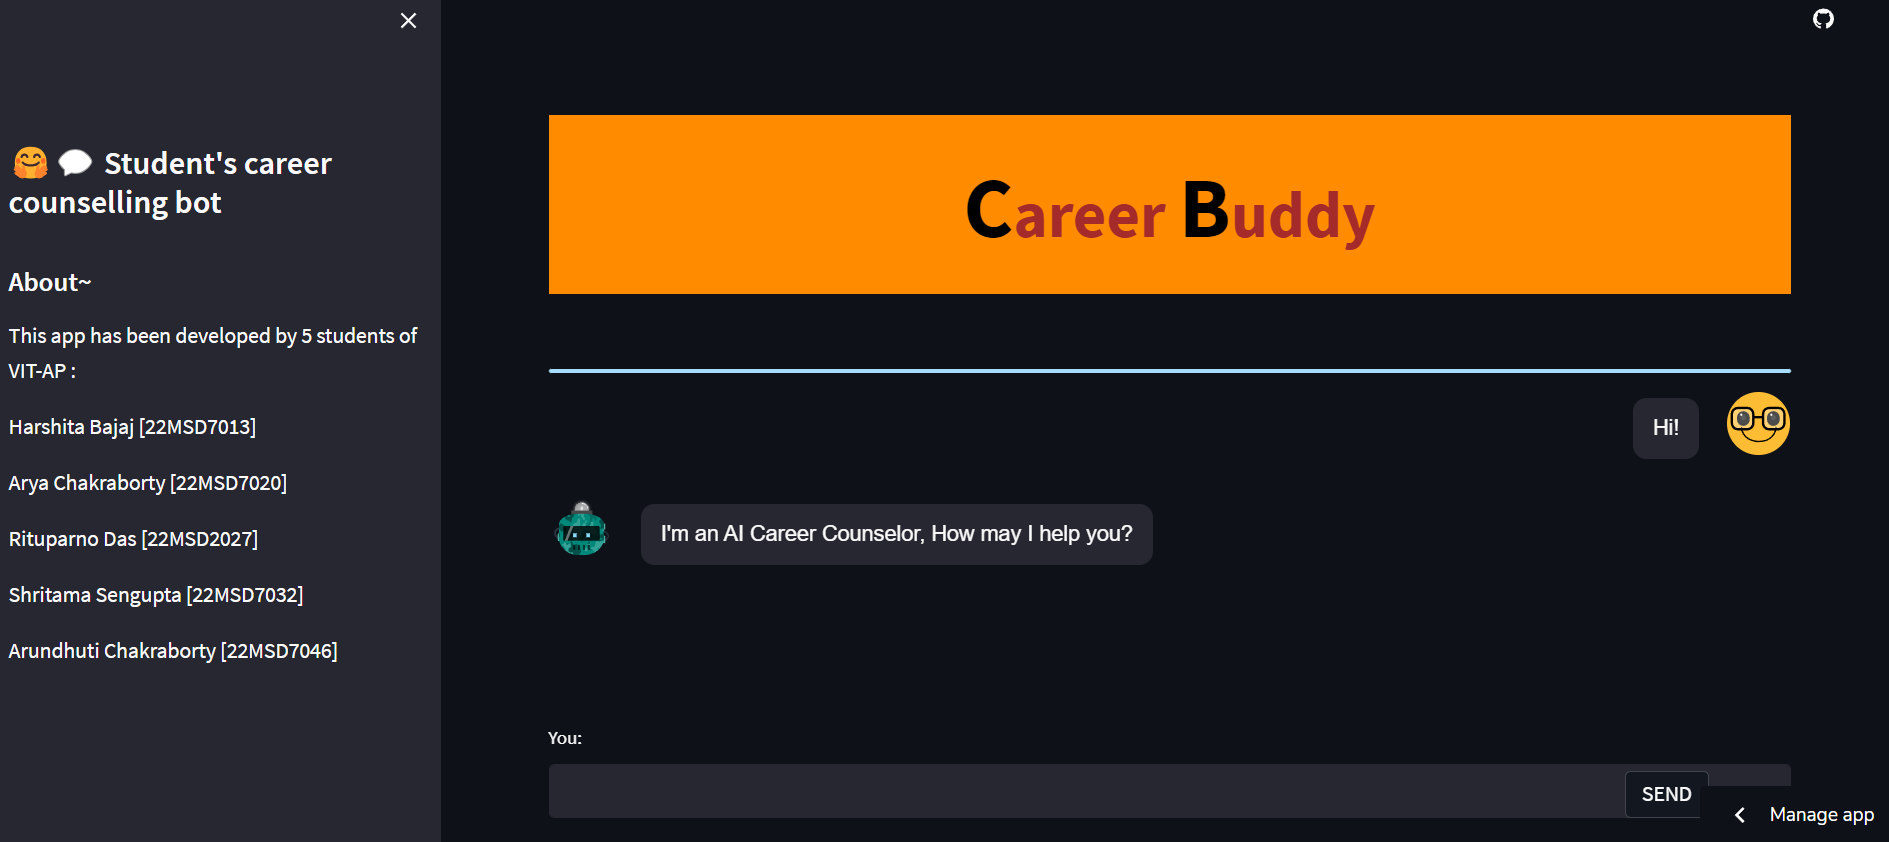 🤗💬 Student's career
counselling bot
About~
This app has been developed by 5 students of
VIT-AP :
Harshita Bajaj [22MSD7013]
Arya Chakraborty [22MSD7020]
Rituparno Das [22MSD2027]
Shritama Sengupta [22MSD7032]
Arundhuti Chakraborty [22MSD7046]
Career Buddy
Hi!
I'm an AI Career Counselor, How may I help you?
You:
SEND
Manage app